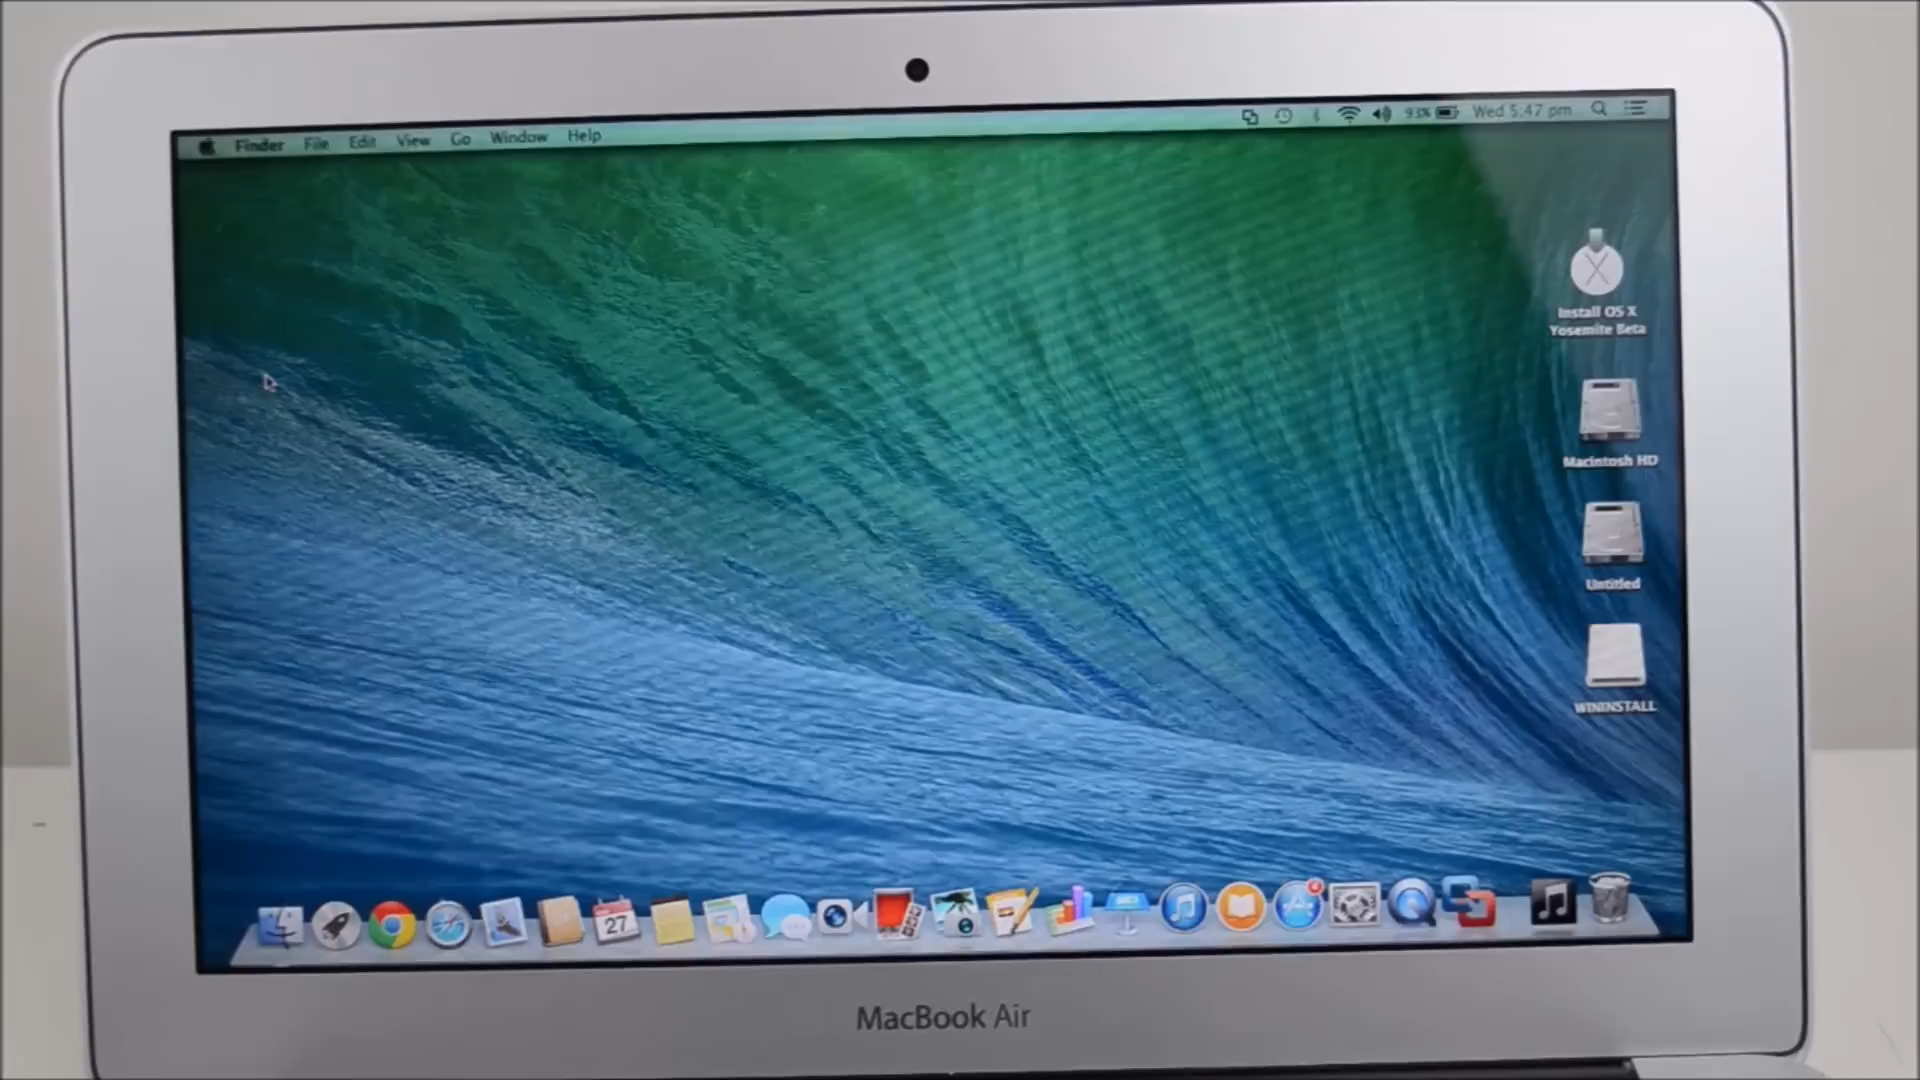 Finder File Edit View Go Window Help
93% Wed 5:47 pm
Install OS X
Yosemite Beta
Macintosh HD
Untitled
WININSTALL
27
MacBook Air